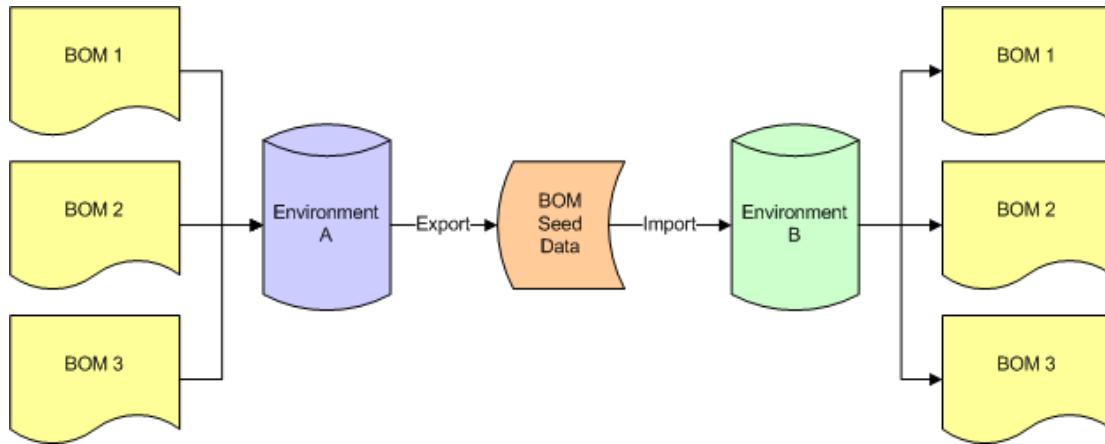 BOM 1
BOM 2
BOM 3
Environment
A
Export
BOM
Seed
Data
Import
Environment
B
BOM 1
BOM 2
BOM 3